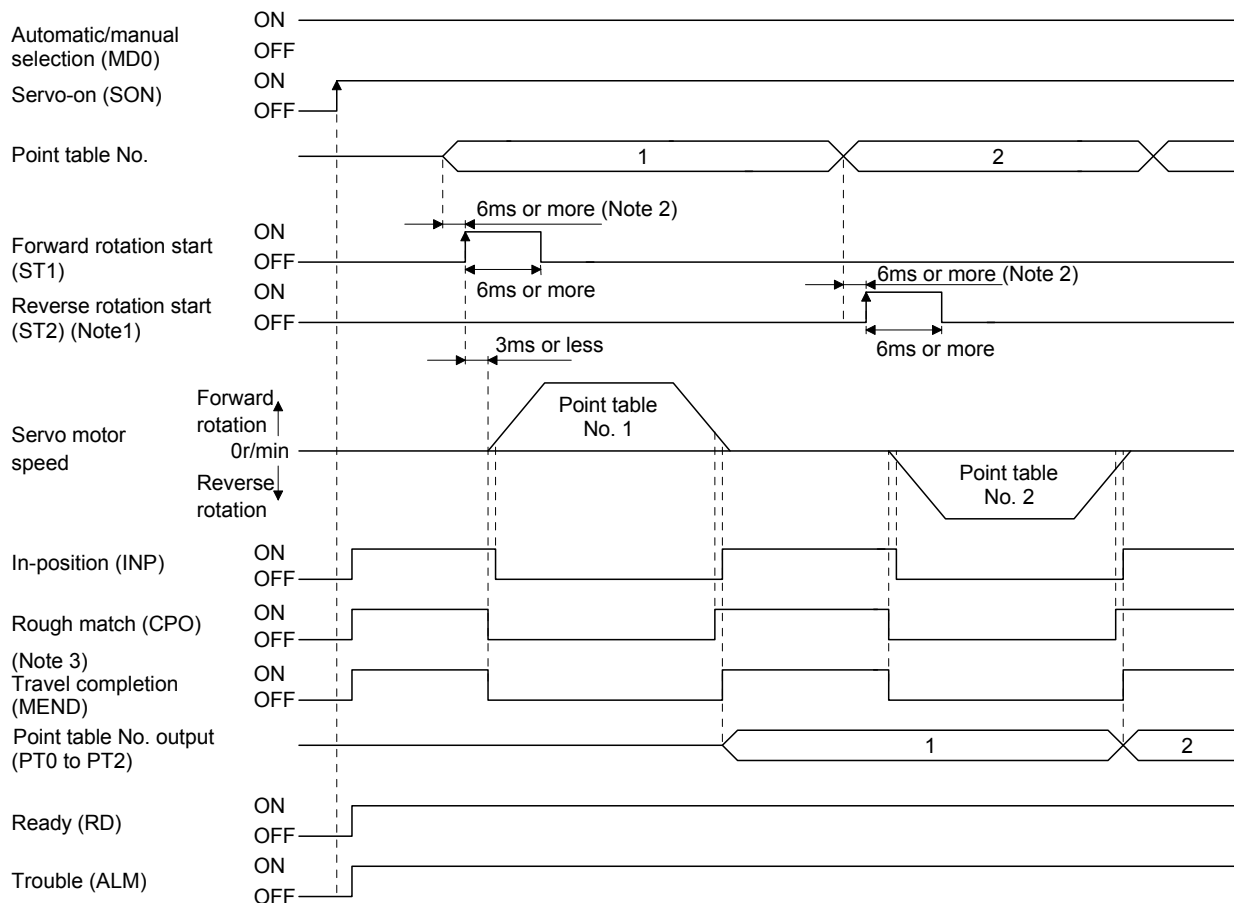 Automatic/manual
selection (MD0)
ON
OFF
Servo-on (SON)
ON
OFF
Point table No.
1
2
6ms or more (Note 2)
Forward rotation start
(ST1)
ON
OFF
6ms or more
6ms or more (Note 2)
Reverse rotation start
(ST2) (Note1)
ON
OFF
6ms or more
3ms or less
Servo motor
speed
Forward
rotation
0r/min
Reverse
rotation
Point table
No. 1
Point table
No. 2
In-position (INP)
ON
OFF
Rough match (CPO)
ON
OFF
(Note 3)
Travel completion
(MEND)
ON
OFF
Point table No. output
(PT0 to PT2)
1
2
Ready (RD)
ON
OFF
Trouble (ALM)
ON
OFF